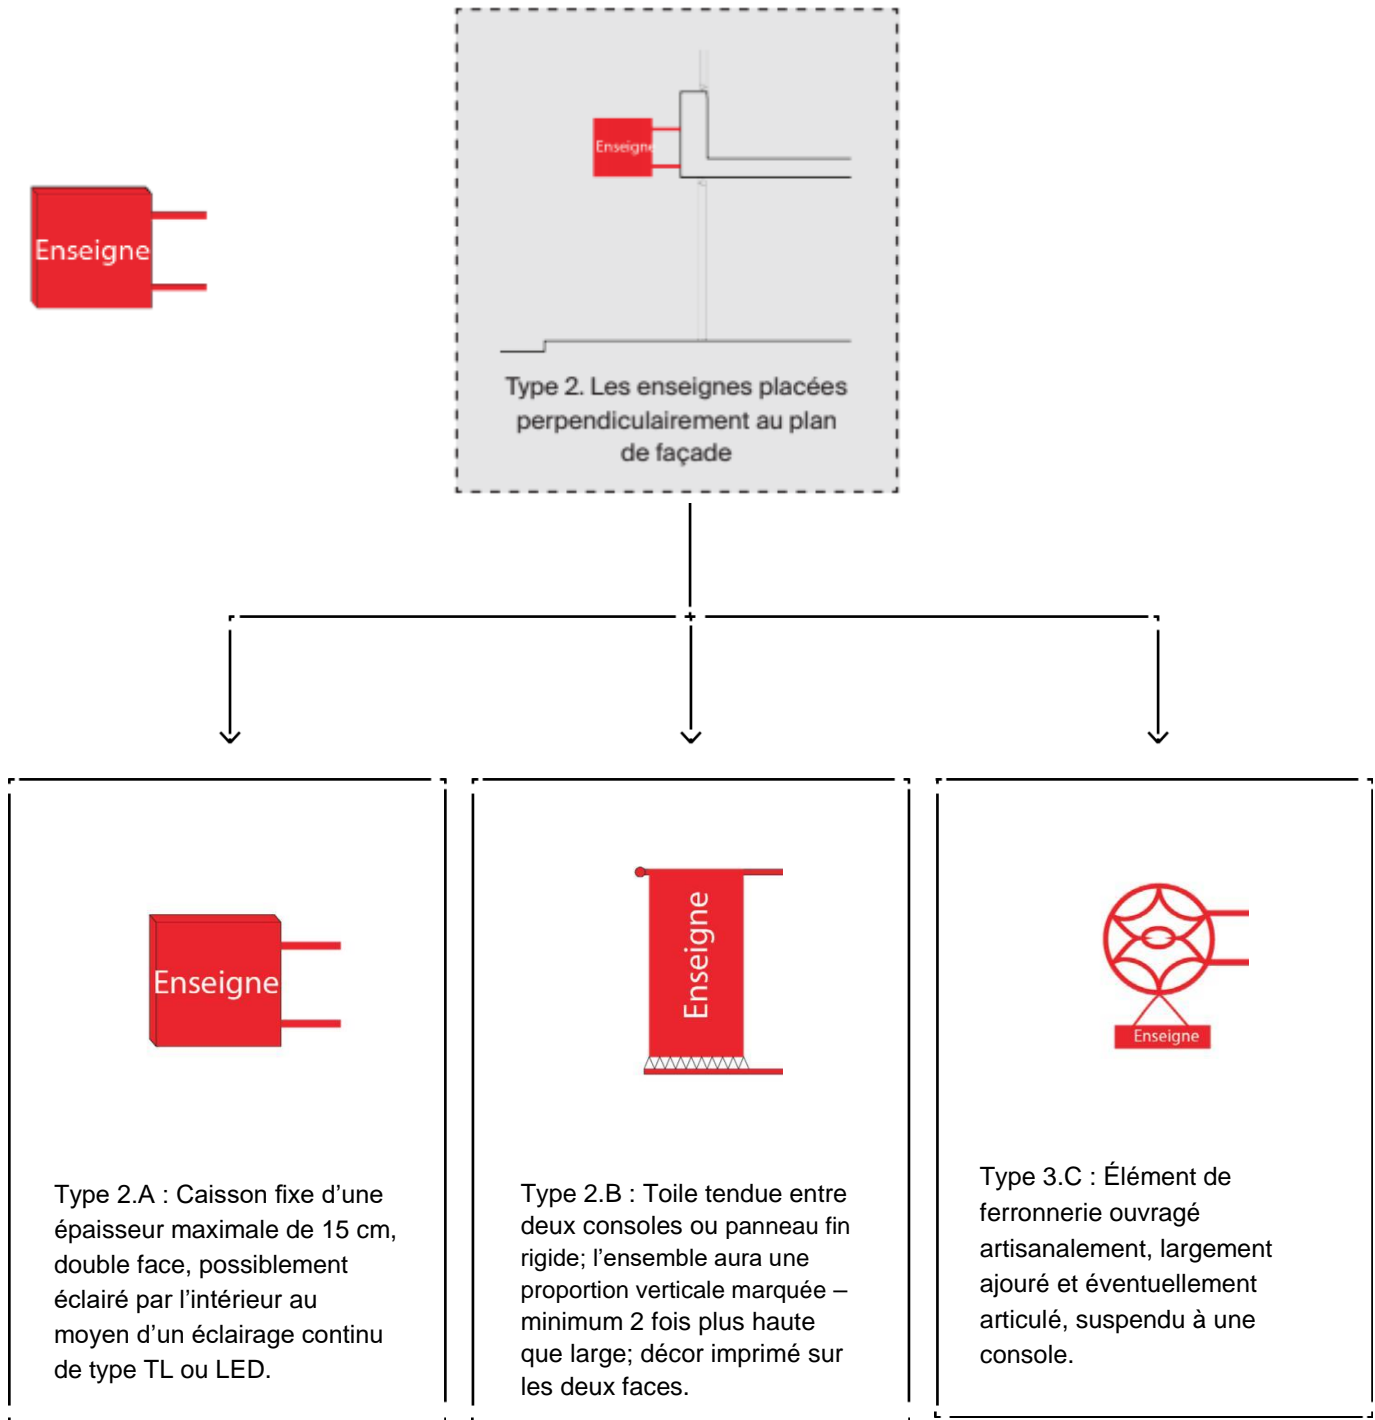 Enseigne
Enseigne
Type 2. Les enseignes placées
perpendiculairement au plan
de façade
Enseigne
Type 2.A : Caisson fixe d’une
épaisseur maximale de 15 cm,
double face, possiblement
éclairé par l’intérieur au
moyen d’un éclairage continu
de type TL ou LED.
Enseigne
Type 2.B : Toile tendue entre
deux consoles ou panneau fin
rigide; l’ensemble aura une
proportion verticale marquée –
minimum 2 fois plus haute
que large; décor imprimé sur
les deux faces.
Enseigne
Type 3.C : Élément de
ferronnerie ouvragé
artisanalement, largement
ajouré et éventuellement
articulé, suspendu à une
console.